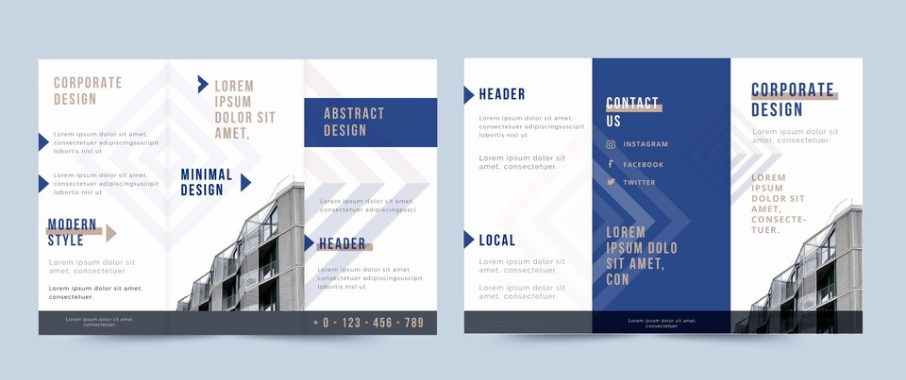 CORPORATE
DESIGN
Lorem ipsum dolor sit amet,
consectetuer adipiscingsuscipit
lobortis nisl ut
Lorem ipsum dolor sit amet,
consectetuer adipiscingsuscipit
lobortis nisl ut
MODERN
STYLE
Lorem ipsum dolor sit
amet, consectetuer.
Lorem ipsum dolor sit
amet, consectetuer.
Lorem ipsum dolor sit amet,
consectetuer.
LOREM
IPSUM
DOLOR SIT
AMET,
MINIMAL
DESIGN
ABSTRACT
DESIGN
Lorem ipsum dolor sit amet,
consectetuer adipiscingsusci
HEADER
Lorem ipsum dolor sit amet,
consectetuer adipiscingsuscipit
lobortis nisl ut
+ 0 - 123 - 456 - 789
HEADER
Lorem ipsum dolor sit amet,
consectetuer adipiscingsuscipit
Lorem ipsum dolor sit
amet, consectetuer.
LOCAL
Lorem ipsum dolor sit
amet, consectetuer.
Lorem ipsum dolor sit
amet, consectetuer.
CONTACT
US
INSTAGRAM
FACEBOOK
TWITTER
LOREM
IPSUM DOLO
SIT AMET,
CON
Lorem ipsum dolor sit amet,
consectetuer.
CORPORATE
DESIGN
Lorem ipsum dolor sit
amet, consectetuer.
LOREM
IPSUM
DOLOR SIT
AMET,
CONSECTE-
TUER.